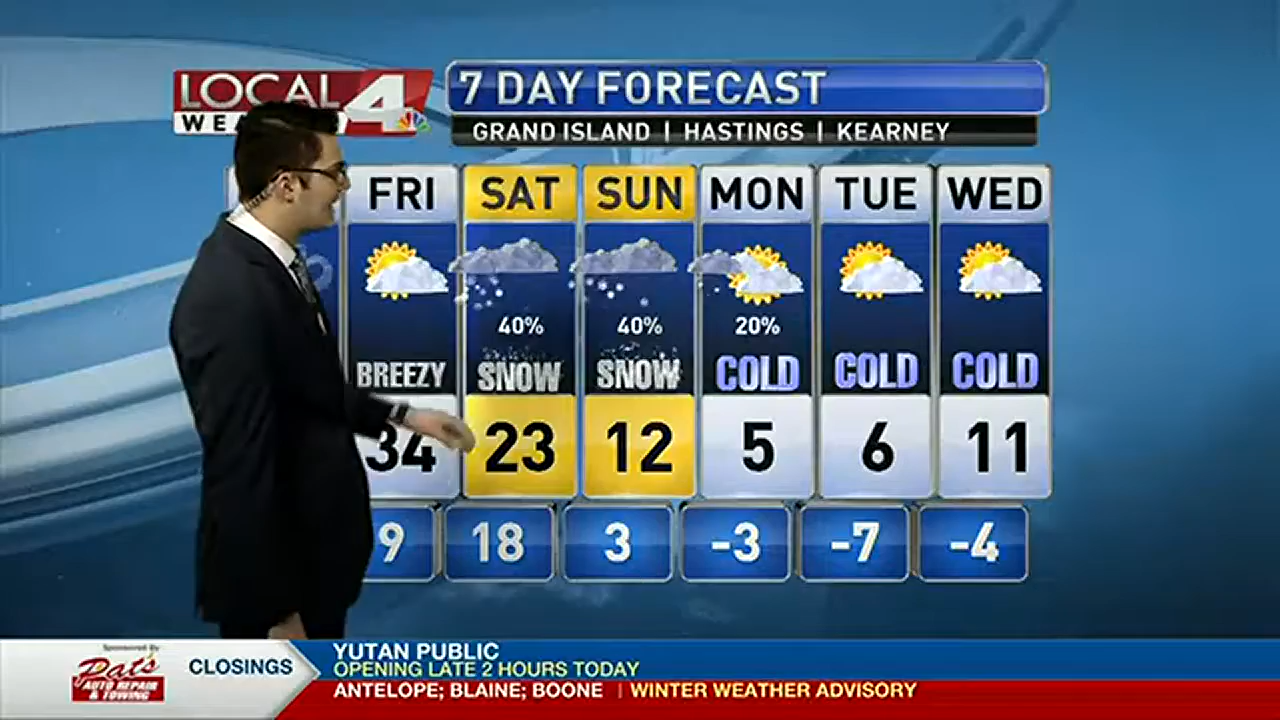 LOCAL 4
7 DAY FORECAST
GRAND ISLAND | HASTINGS | KEARNEY
FRI SAT SUN MON TUE WED
40% 40% 20%
BREEZY SNOW SNOW COLD COLD COLD
34 23 12 5 6 11
9 18 3 -3 -7 -4
Sponsored By
Pat's
AUTO REPAIR
& TOWING
CLOSINGS
YUTAN PUBLIC
OPENING LATE 2 HOURS TODAY
ANTELOPE; BLAINE; BOONE | WINTER WEATHER ADVISORY